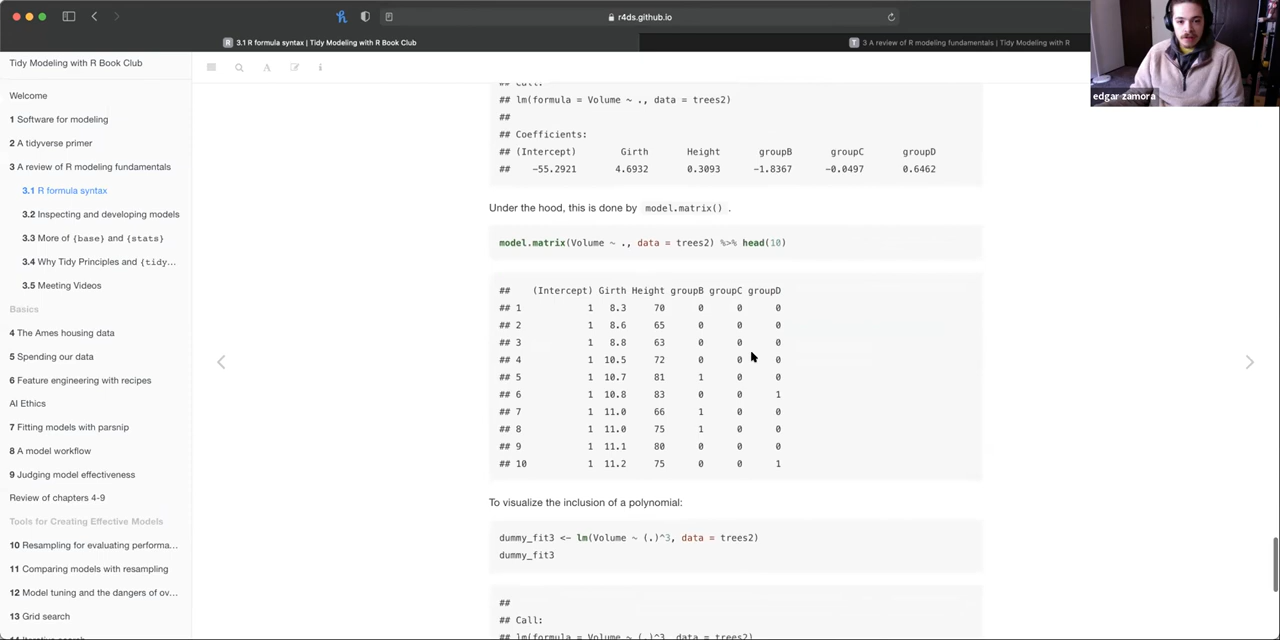 r4ds.github.io
R 3.1 R formula syntax | Tidy Modeling with R Book Club
T 3 A review of R modeling fundamentals | Tidy Modeling with R
edgar zamora
Tidy Modeling with R Book Club
Welcome
1 Software for modeling
2 A tidyverse primer
3 A review of R modeling fundamentals
3.1 R formula syntax
3.2 Inspecting and developing models
3.3 More of {base} and {stats}
3.4 Why Tidy Principles and {tidy…
3.5 Meeting Videos
Basics
4 The Ames housing data
5 Spending our data
6 Feature engineering with recipes
AI Ethics
7 Fitting models with parsnip
8 A model workflow
9 Judging model effectiveness
Review of chapters 4-9
Tools for Creating Effective Models
10 Resampling for evaluating performa…
11 Comparing models with resampling
12 Model tuning and the dangers of ov…
13 Grid search
## Call:
## lm(formula = Volume ~ ., data = trees2)
##
## Coefficients:
## (Intercept) Girth Height groupB groupC groupD
## -55.2921 4.6932 0.3093 -1.8367 -0.0497 0.6462
Under the hood, this is done by model.matrix() .
model.matrix(Volume ~ ., data = trees2) %>% head(10)
## (Intercept) Girth Height groupB groupC groupD
## 1 1 8.3 70 0 0 0
## 2 1 8.6 65 0 0 0
## 3 1 8.8 63 0 0 0
## 4 1 10.5 72 0 0 0
## 5 1 10.7 81 1 0 0
## 6 1 10.8 83 0 0 1
## 7 1 11.0 66 1 0 0
## 8 1 11.0 75 1 0 0
## 9 1 11.1 80 0 0 0
## 10 1 11.2 75 0 0 1
To visualize the inclusion of a polynomial:
dummy_fit3 <- lm(Volume ~ (.)^3, data = trees2)
dummy_fit3
##
## Call:
## lm(formula = Volume ~ (.)^3, data = trees2)